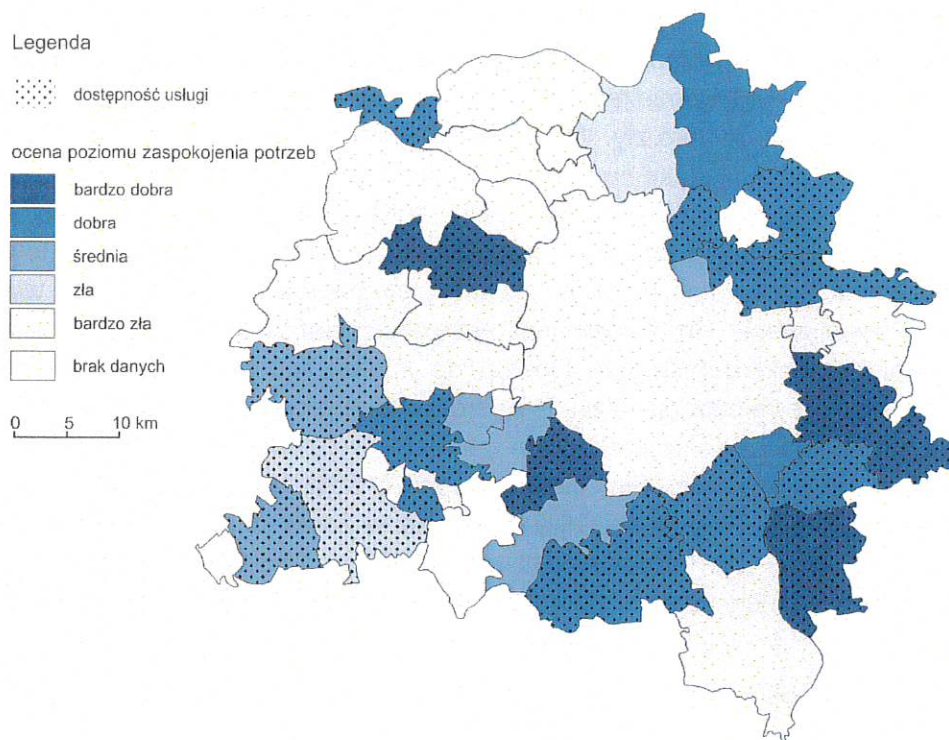 Legenda
dostępność usługi
ocena poziomu zaspokojenia potrzeb
bardzo dobra
dobra
średnia
zła
bardzo zła
brak danych
0 5 10 km